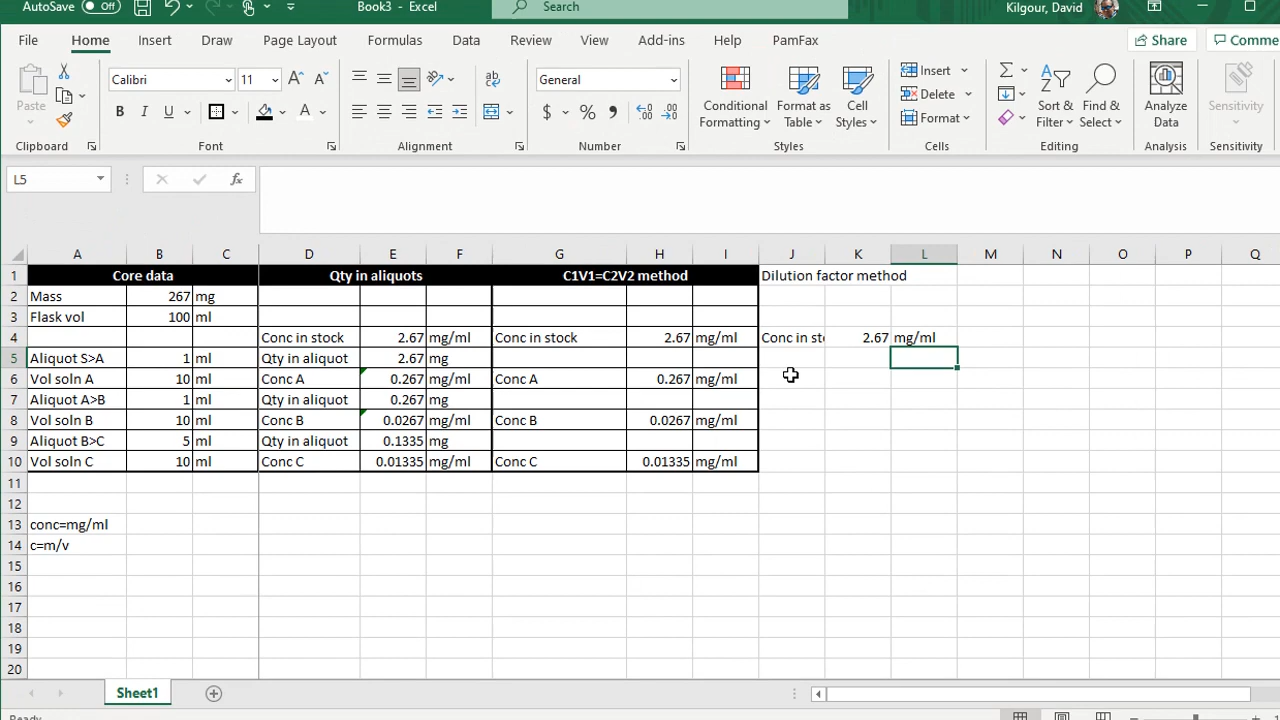 AutoSave Off Book3 - Excel Search Kilgour, David
File Home Insert Draw Page Layout Formulas Data Review View Add-ins Help PamFax Share Comme
Paste Calibri 11 B I U General $ % Conditional Formatting Format as Table Cell Styles Insert Delete Format Sort & Filter Find & Select Analyze Data Sensitivity
Clipboard Font Alignment Number Styles Cells Editing Analysis Sensitivity
L5 fx
A B C D E F G H I J K L M N O P Q
1 Core data Qty in aliquots C1V1=C2V2 method Dilution factor method
2 Mass 267 mg
3 Flask vol 100 ml
4 Conc in stock 2.67 mg/ml Conc in stock 2.67 mg/ml Conc in sto 2.67 mg/ml
5 Aliquot S>A 1 ml Qty in aliquot 2.67 mg
6 Vol soln A 10 ml Conc A 0.267 mg/ml Conc A 0.267 mg/ml
7 Aliquot A>B 1 ml Qty in aliquot 0.267 mg
8 Vol soln B 10 ml Conc B 0.0267 mg/ml Conc B 0.0267 mg/ml
9 Aliquot B>C 5 ml Qty in aliquot 0.1335 mg
10 Vol soln C 10 ml Conc C 0.01335 mg/ml Conc C 0.01335 mg/ml
11
12
13 conc=mg/ml
14 c=m/v
15
16
17
18
19
20
Sheet1
Ready